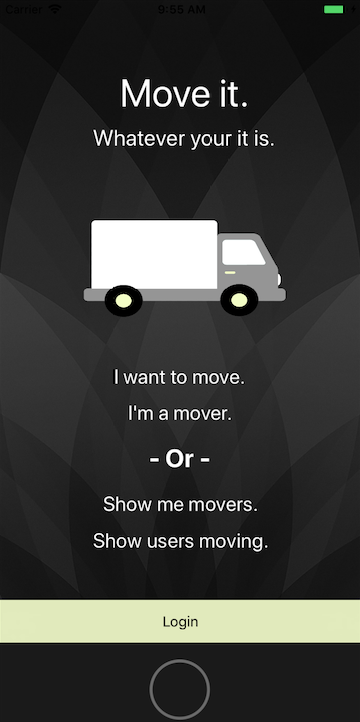 Carrier 9:55 AM
Move it.
Whatever your it is.
I want to move.
I'm a mover.
- Or -
Show me movers.
Show users moving.
Login